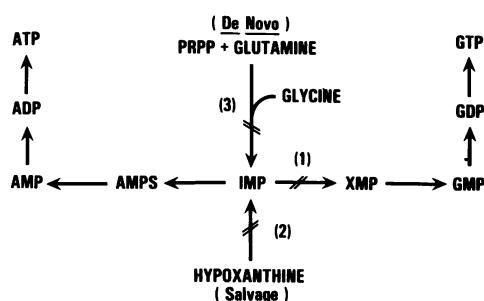 ( De Novo )
PRPP + GLUTAMINE
ATP
GTP
ADP
(3)
GLYCINE
GDP
(1)
AMP
AMPS
IMP
XMP
GMP
(2)
HYPOXANTHINE
( Salvage )